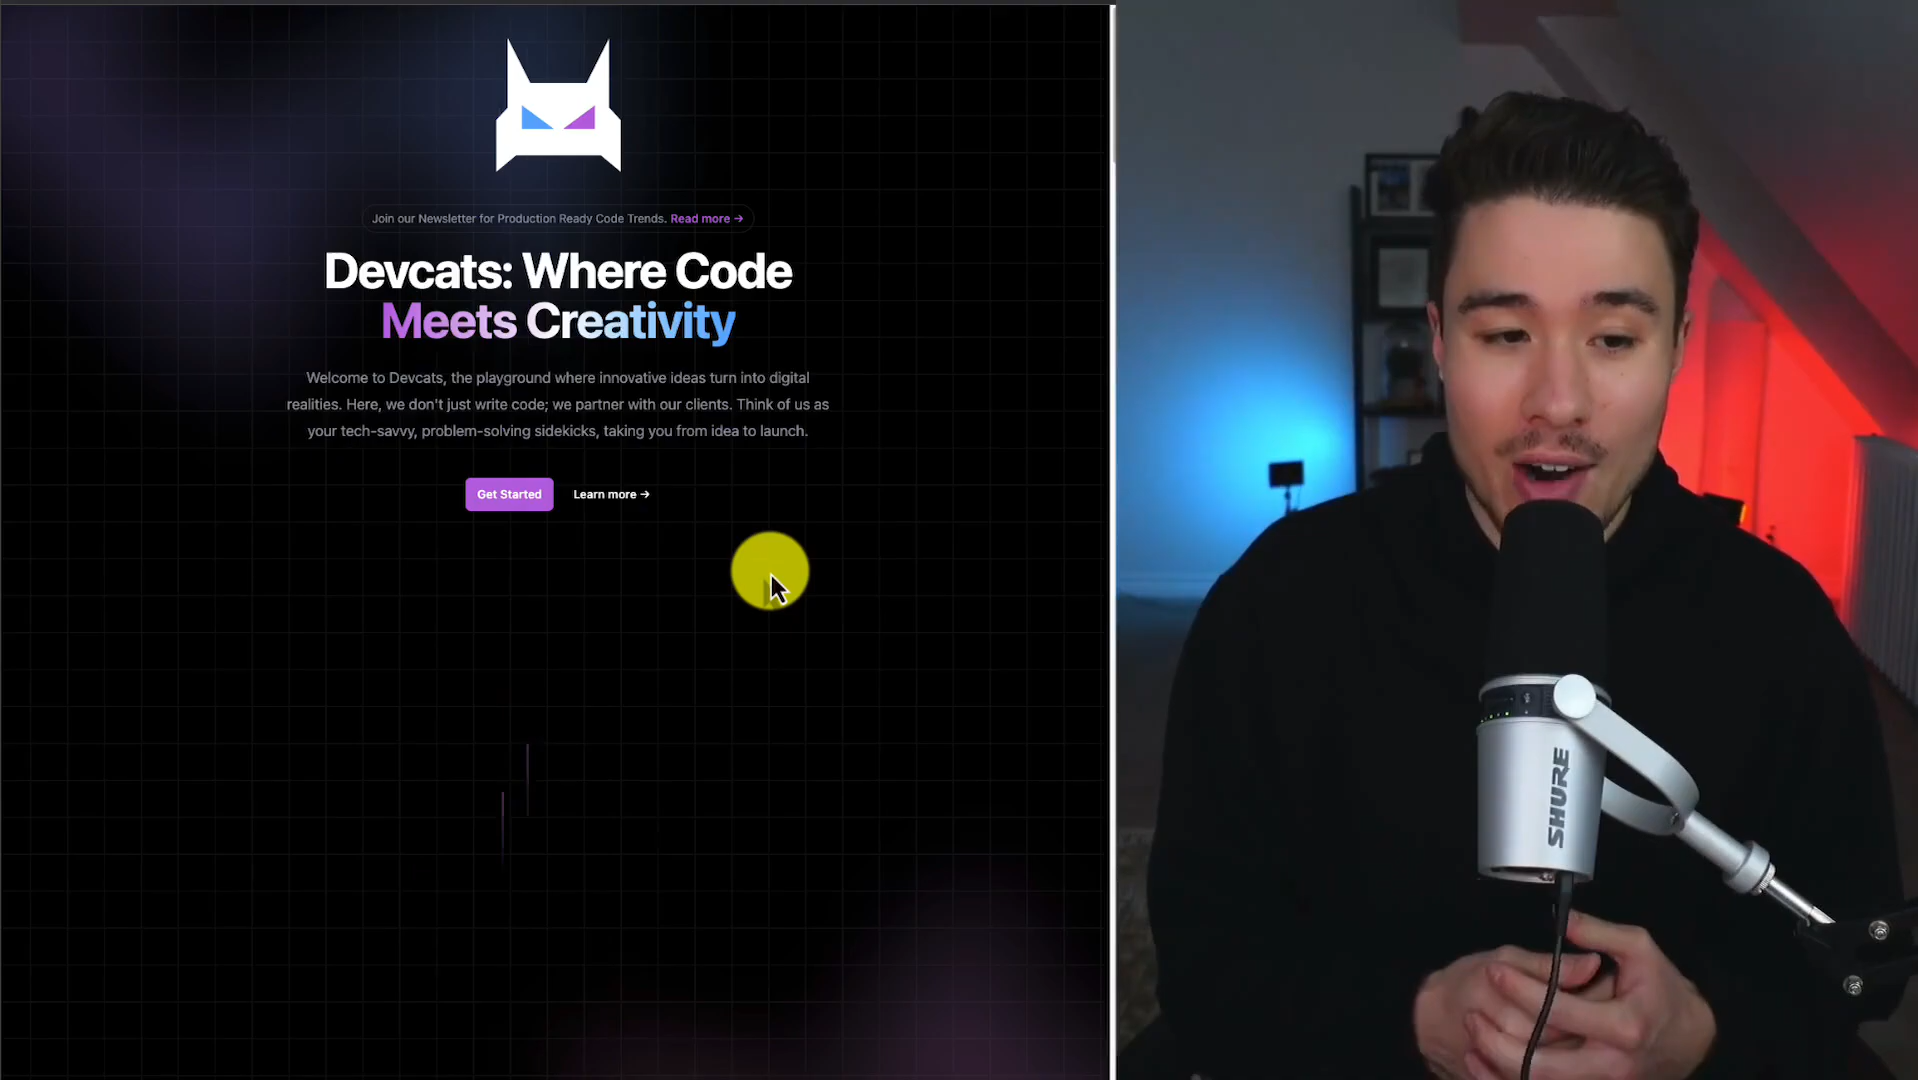 Join our Newsletter for Production Ready Code Trends. Read more →
Devcats: Where Code
Meets Creativity
Welcome to Devcats, the playground where innovative ideas turn into digital
realities. Here, we don't just write code; we partner with our clients. Think of us as
your tech-savvy, problem-solving sidekicks, taking you from idea to launch.
Get Started
Learn more →
SHURE